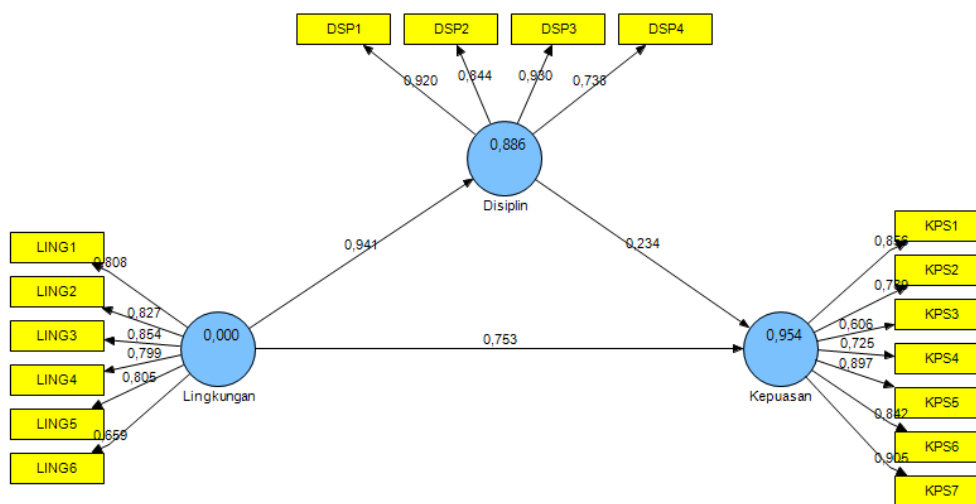 DSP1
DSP2
DSP3
DSP4
0,920
0,844
0,930
0,738
0,886
Disiplin
0,941
0,234
LING1
LING2
LING3
LING4
LING5
LING6
0,808
0,827
0,854
0,799
0,805
0,659
0,000
Lingkungan
0,753
0,954
Kepuasan
KPS1
KPS2
KPS3
KPS4
KPS5
KPS6
KPS7
0,856
0,606
0,725
0,897
0,842
0,905